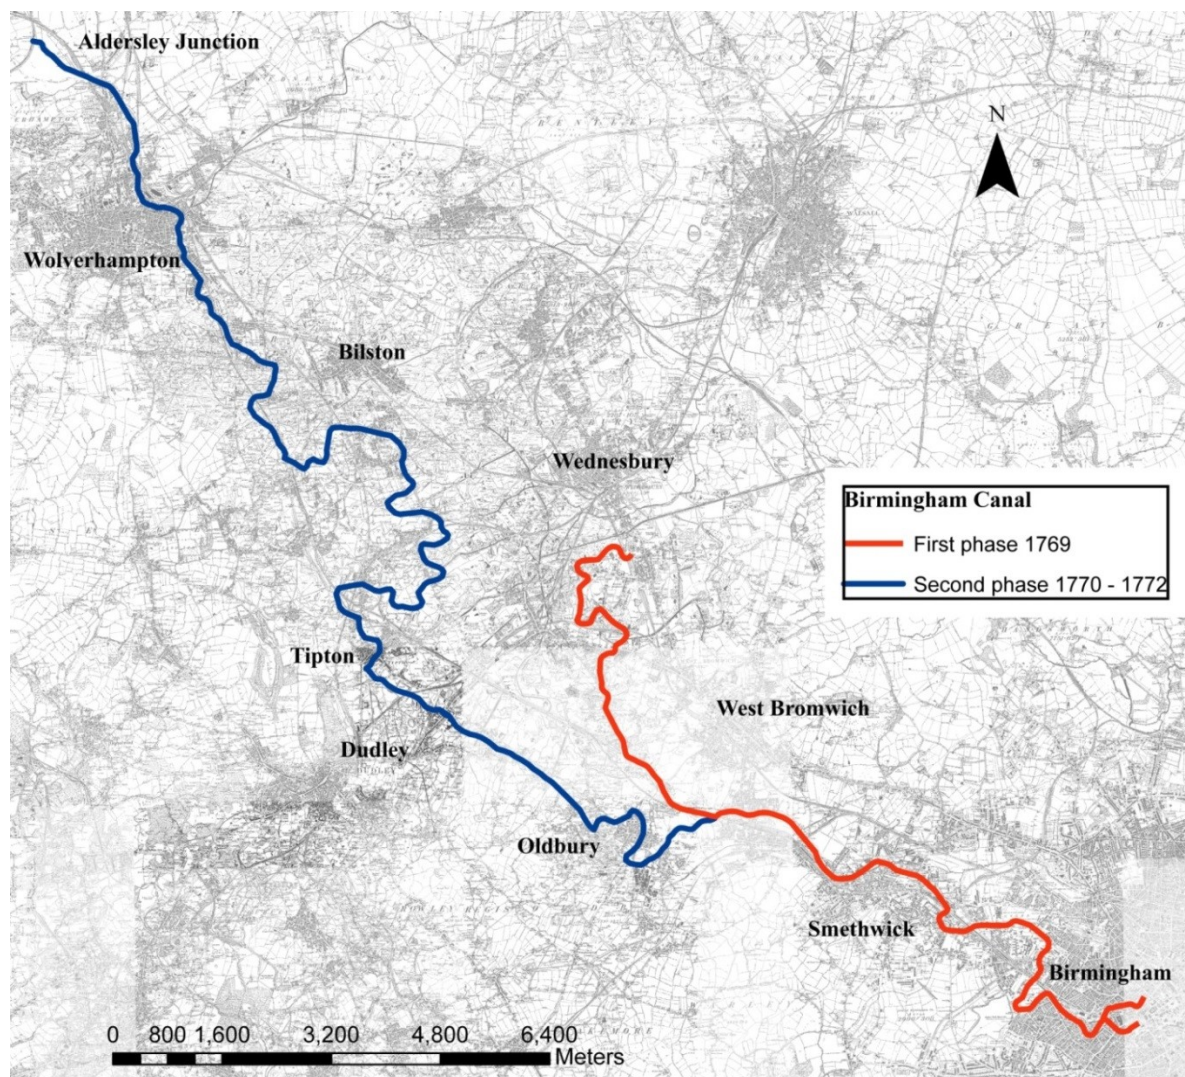 Aldersley Junction
N
Wolverhampton
Bilston
Wednesbury
Birmingham Canal
First phase 1769
Second phase 1770 - 1772
Tipton
West Bromwich
Dudley
Oldbury
Smethwick
Birmingham
0 800 1,600 3,200 4,800 6,400
Meters